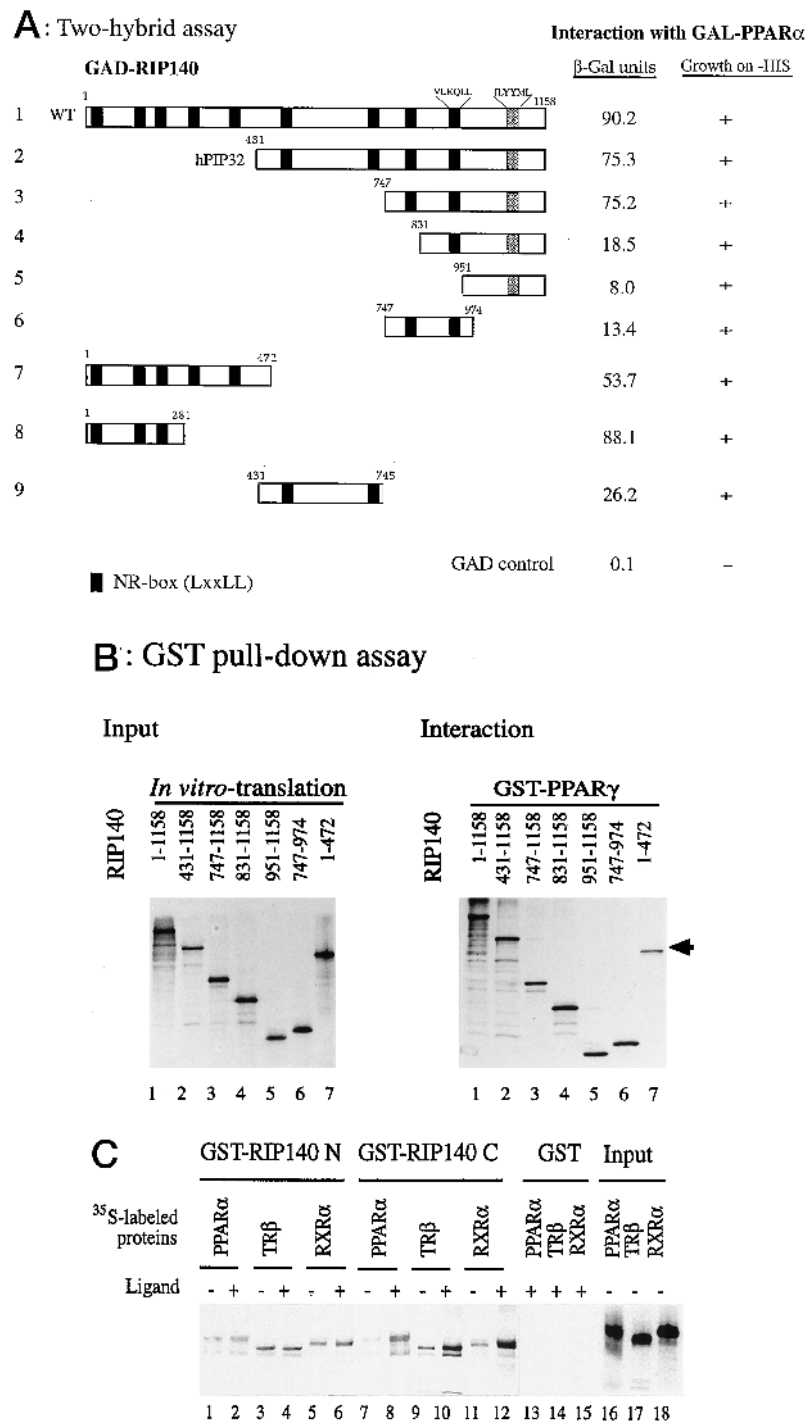 A : Two-hybrid assay
Interaction with GAL-PPARα
GAD-RIP140
β-Gal units Growth on -HIS
VLKQLL
1 1158
1 WT 90.2 +
431
2 hPIP32 75.3 +
747
3 75.2 +
831
4 18.5 +
951
5 8.0 +
747 974
6 13.4 +
1 472
7 53.7 +
1 281
8 88.1 +
431 745
9 26.2 +
GAD control 0.1 –
NR-box (LxxLL)
B : GST pull-down assay
Input Interaction
In vitro-translation GST-PPARγ
RIP140 1-1158 431-1158 747-1158 831-1158 951-1158 747-974 1-472 RIP140 1-1158 431-1158 747-1158 831-1158 951-1158 747-974 1-472
1 2 3 4 5 6 7 1 2 3 4 5 6 7
C GST-RIP140 N GST-RIP140 C GST Input
35S-labeled proteins PPARα TRβ RXRα PPARα TRβ RXRα PPARα TRβ RXRα PPARα TRβ RXRα
Ligand - + - + - + - + - + - + + + + - - -
1 2 3 4 5 6 7 8 9 10 11 12 13 14 15 16 17 18